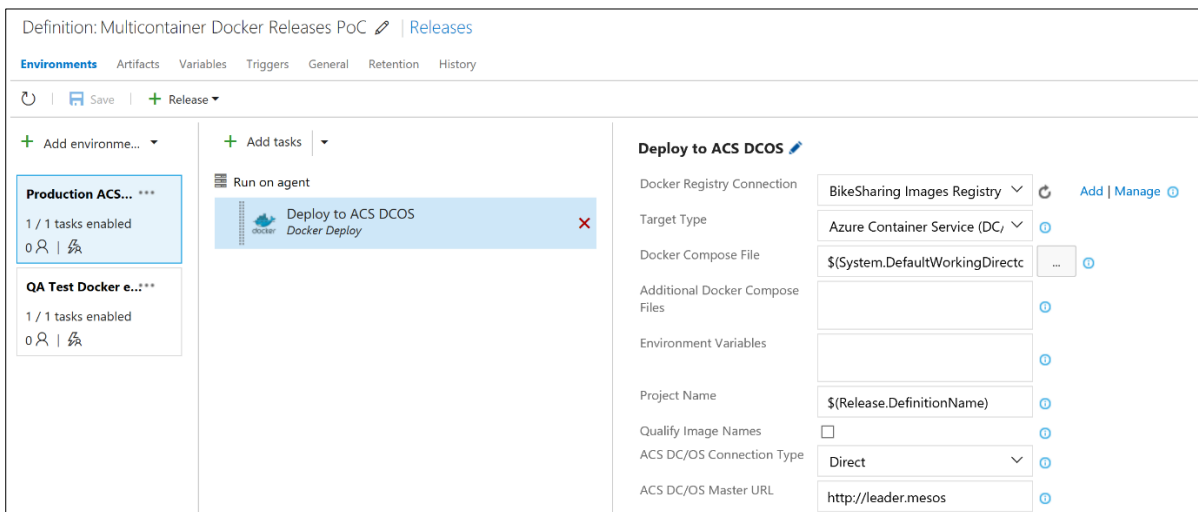 Definition: Multicontainer Docker Releases PoC | Releases
Environments Artifacts Variables Triggers General Retention History
Save | + Release
+ Add environme...
Production ACS... •••
1 / 1 tasks enabled
0 |
QA Test Docker e...•••
1 / 1 tasks enabled
0 |
+ Add tasks
Run on agent
docker
Deploy to ACS DCOS
Docker Deploy
Deploy to ACS DCOS
Docker Registry Connection BikeSharing Images Registry Add | Manage
Target Type Azure Container Service (DC/
Docker Compose File $(System.DefaultWorkingDirectc ...
Additional Docker Compose
Files
Environment Variables
Project Name $(Release.DefinitionName)
Qualify Image Names
ACS DC/OS Connection Type Direct
ACS DC/OS Master URL http://leader.mesos